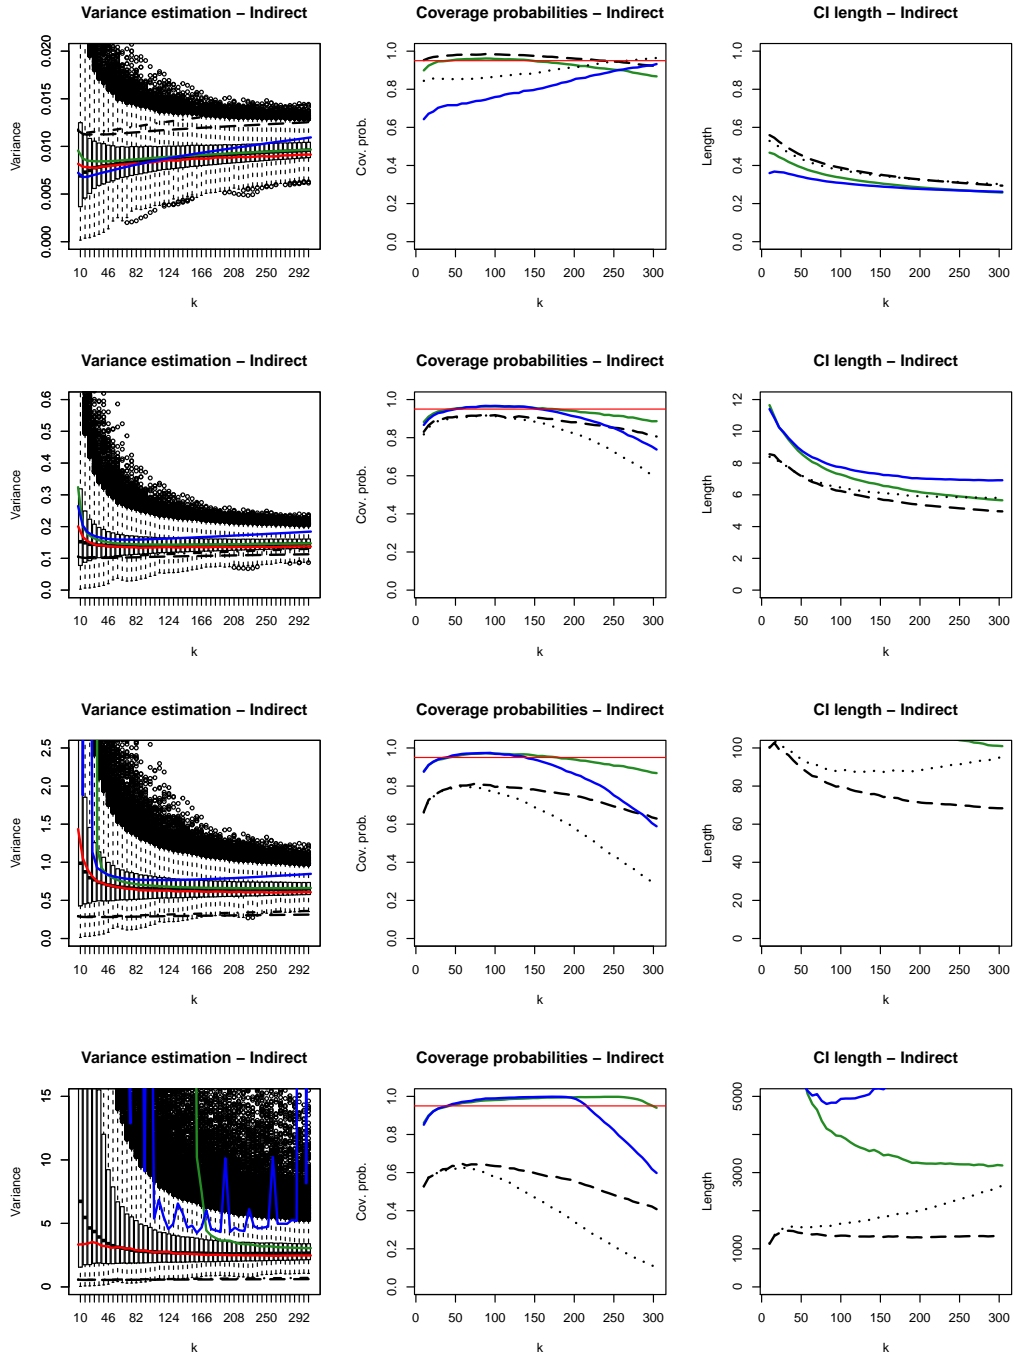 Variance estimation – Indirect
Coverage probabilities – Indirect
CI length – Indirect
Variance
0.000 0.005 0.010 0.015 0.020
10 46 82 124 166 208 250 292
k
Cov. prob.
0.0 0.2 0.4 0.6 0.8 1.0
0 50 100 150 200 250 300
k
Length
0.0 0.2 0.4 0.6 0.8 1.0
0 50 100 150 200 250 300
k
Variance estimation – Indirect
Coverage probabilities – Indirect
CI length – Indirect
Variance
0.0 0.1 0.2 0.3 0.4 0.5 0.6
10 46 82 124 166 208 250 292
k
Cov. prob.
0.0 0.2 0.4 0.6 0.8 1.0
0 50 100 150 200 250 300
k
Length
0 2 4 6 8 10 12
0 50 100 150 200 250 300
k
Variance estimation – Indirect
Coverage probabilities – Indirect
CI length – Indirect
Variance
0.0 0.5 1.0 1.5 2.0 2.5
10 46 82 124 166 208 250 292
k
Cov. prob.
0.0 0.2 0.4 0.6 0.8 1.0
0 50 100 150 200 250 300
k
Length
0 20 40 60 80 100
0 50 100 150 200 250 300
k
Variance estimation – Indirect
Coverage probabilities – Indirect
CI length – Indirect
Variance
0 5 10 15
10 46 82 124 166 208 250 292
k
Cov. prob.
0.0 0.2 0.4 0.6 0.8 1.0
0 50 100 150 200 250 300
k
Length
0 1000 3000 5000
0 50 100 150 200 250 300
k